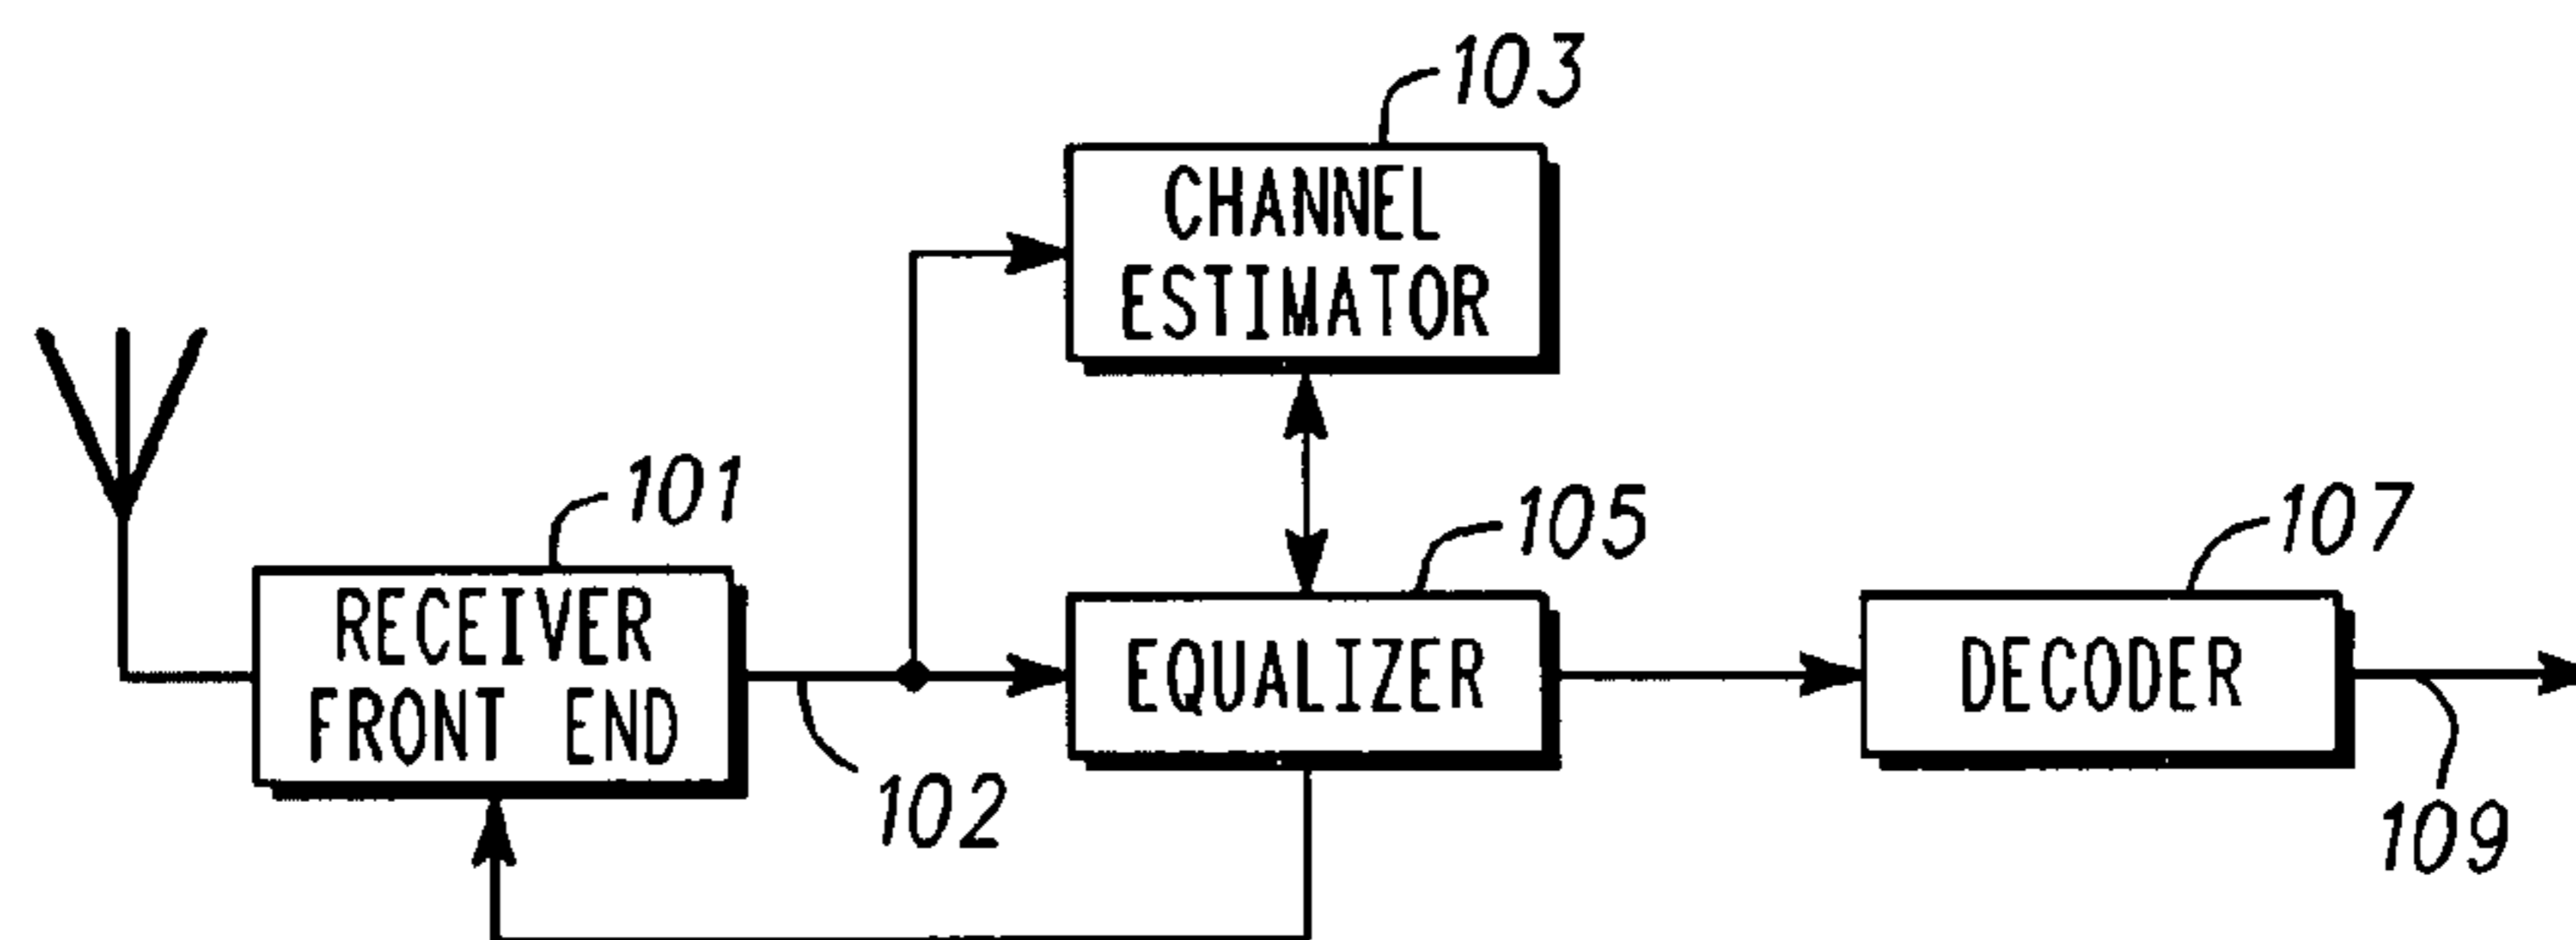 103
CHANNEL
ESTIMATOR
101
105
107
RECEIVER
FRONT END
EQUALIZER
DECODER
102
109